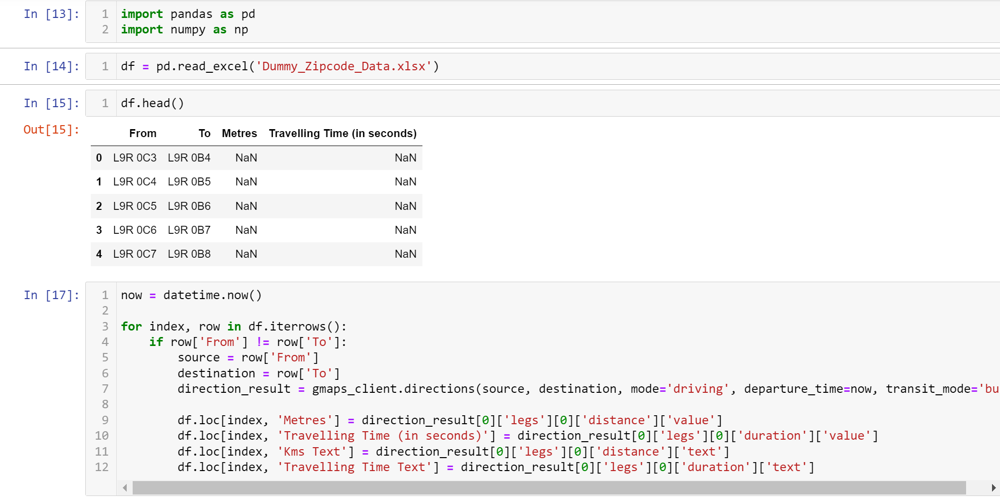 In [13]:
1 import pandas as pd
2 import numpy as np
In [14]:
1 df = pd.read_excel('Dummy_Zipcode_Data.xlsx')
In [15]:
1 df.head()
Out[15]:
From To Metres Travelling Time (in seconds)
0 L9R 0C3 L9R 0B4 NaN NaN
1 L9R 0C4 L9R 0B5 NaN NaN
2 L9R 0C5 L9R 0B6 NaN NaN
3 L9R 0C6 L9R 0B7 NaN NaN
4 L9R 0C7 L9R 0B8 NaN NaN
In [17]:
1 now = datetime.now()
2
3 for index, row in df.iterrows():
4     if row['From'] != row['To']:
5         source = row['From']
6         destination = row['To']
7         direction_result = gmaps_client.directions(source, destination, mode='driving', departure_time=now, transit_mode='bu
8
9         df.loc[index, 'Metres'] = direction_result[0]['legs'][0]['distance']['value']
10         df.loc[index, 'Travelling Time (in seconds)'] = direction_result[0]['legs'][0]['duration']['value']
11         df.loc[index, 'Kms Text'] = direction_result[0]['legs'][0]['distance']['text']
12         df.loc[index, 'Travelling Time Text'] = direction_result[0]['legs'][0]['duration']['text']